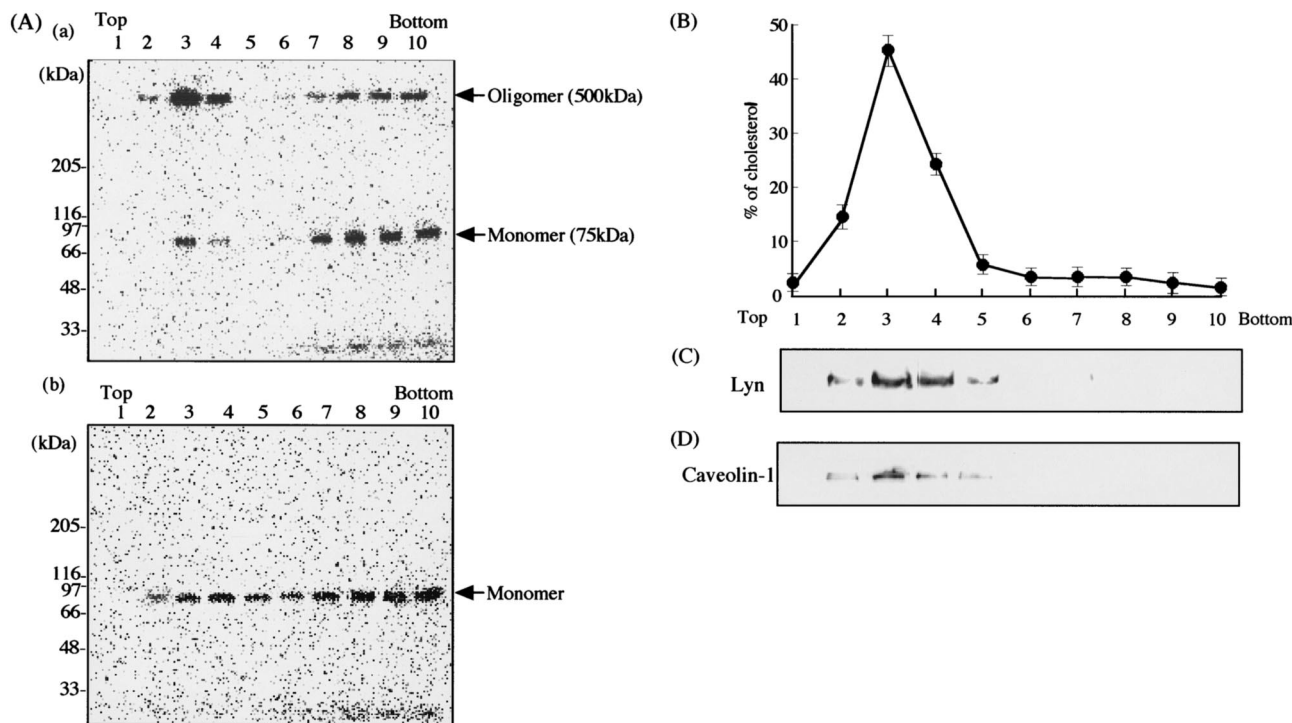 (A)
(a)
Top Bottom
1 2 3 4 5 6 7 8 9 10
(kDa)
Oligomer (500kDa)
205-
116-
97-
Monomer (75kDa)
66-
48-
33-
(b)
Top Bottom
1 2 3 4 5 6 7 8 9 10
(kDa)
205-
116-
97-
Monomer
66-
48-
33-
(B)
% of cholesterol
50
40
30
20
10
0
Top 1 2 3 4 5 6 7 8 9 10 Bottom
(C)
Lyn
(D)
Caveolin-1